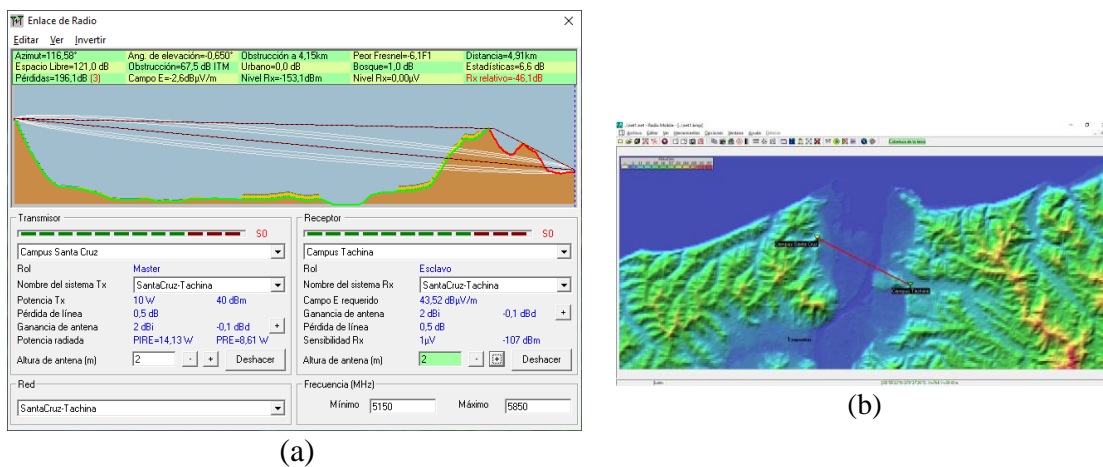 Enlace de Radio
Editar Ver Invertir
Azimut=116,58° Ang. de elevación=-0,650° Obstrucción a 4,15km Peor Fresnel=-6,1F1 Distancia=4,91km
Espacio Libre=121,0 dB Obstrucción=67,5 dB ITM Urbano=0,0 dB Bosque=1,0 dB Estadísticas=6,6 dB
Pérdidas=196,1dB (3) Campo E=-2,6dBµV/m Nivel Rx=-153,1dBm Nivel Rx=0,00µV Rx relativo=-46,1dB
Transmisor
S0
Campus Santa Cruz
Rol Master
Nombre del sistema Tx SantaCruz-Tachina
Potencia Tx 10 W 40 dBm
Pérdida de línea 0,5 dB
Ganancia de antena 2 dBi -0,1 dBd +
Potencia radiada PIRE=14,13 W PRE=8,61 W
Altura de antena (m) 2 - + Deshacer
Red
SantaCruz-Tachina
Receptor
S0
Campus Tachina
Rol Esclavo
Nombre del sistema Rx SantaCruz-Tachina
Campo E requerido 43,52 dBµV/m
Ganancia de antena 2 dBi -0,1 dBd +
Pérdida de línea 0,5 dB
Sensibilidad Rx 1µV -107 dBm
Altura de antena (m) 2 - + Deshacer
Frecuencia (MHz)
Mínimo 5150 Máximo 5850
(a)
Archivo Editar Ver Herramientas Opciones Ventana Ayuda
Campus Santa Cruz
Campus Tachina
(b)